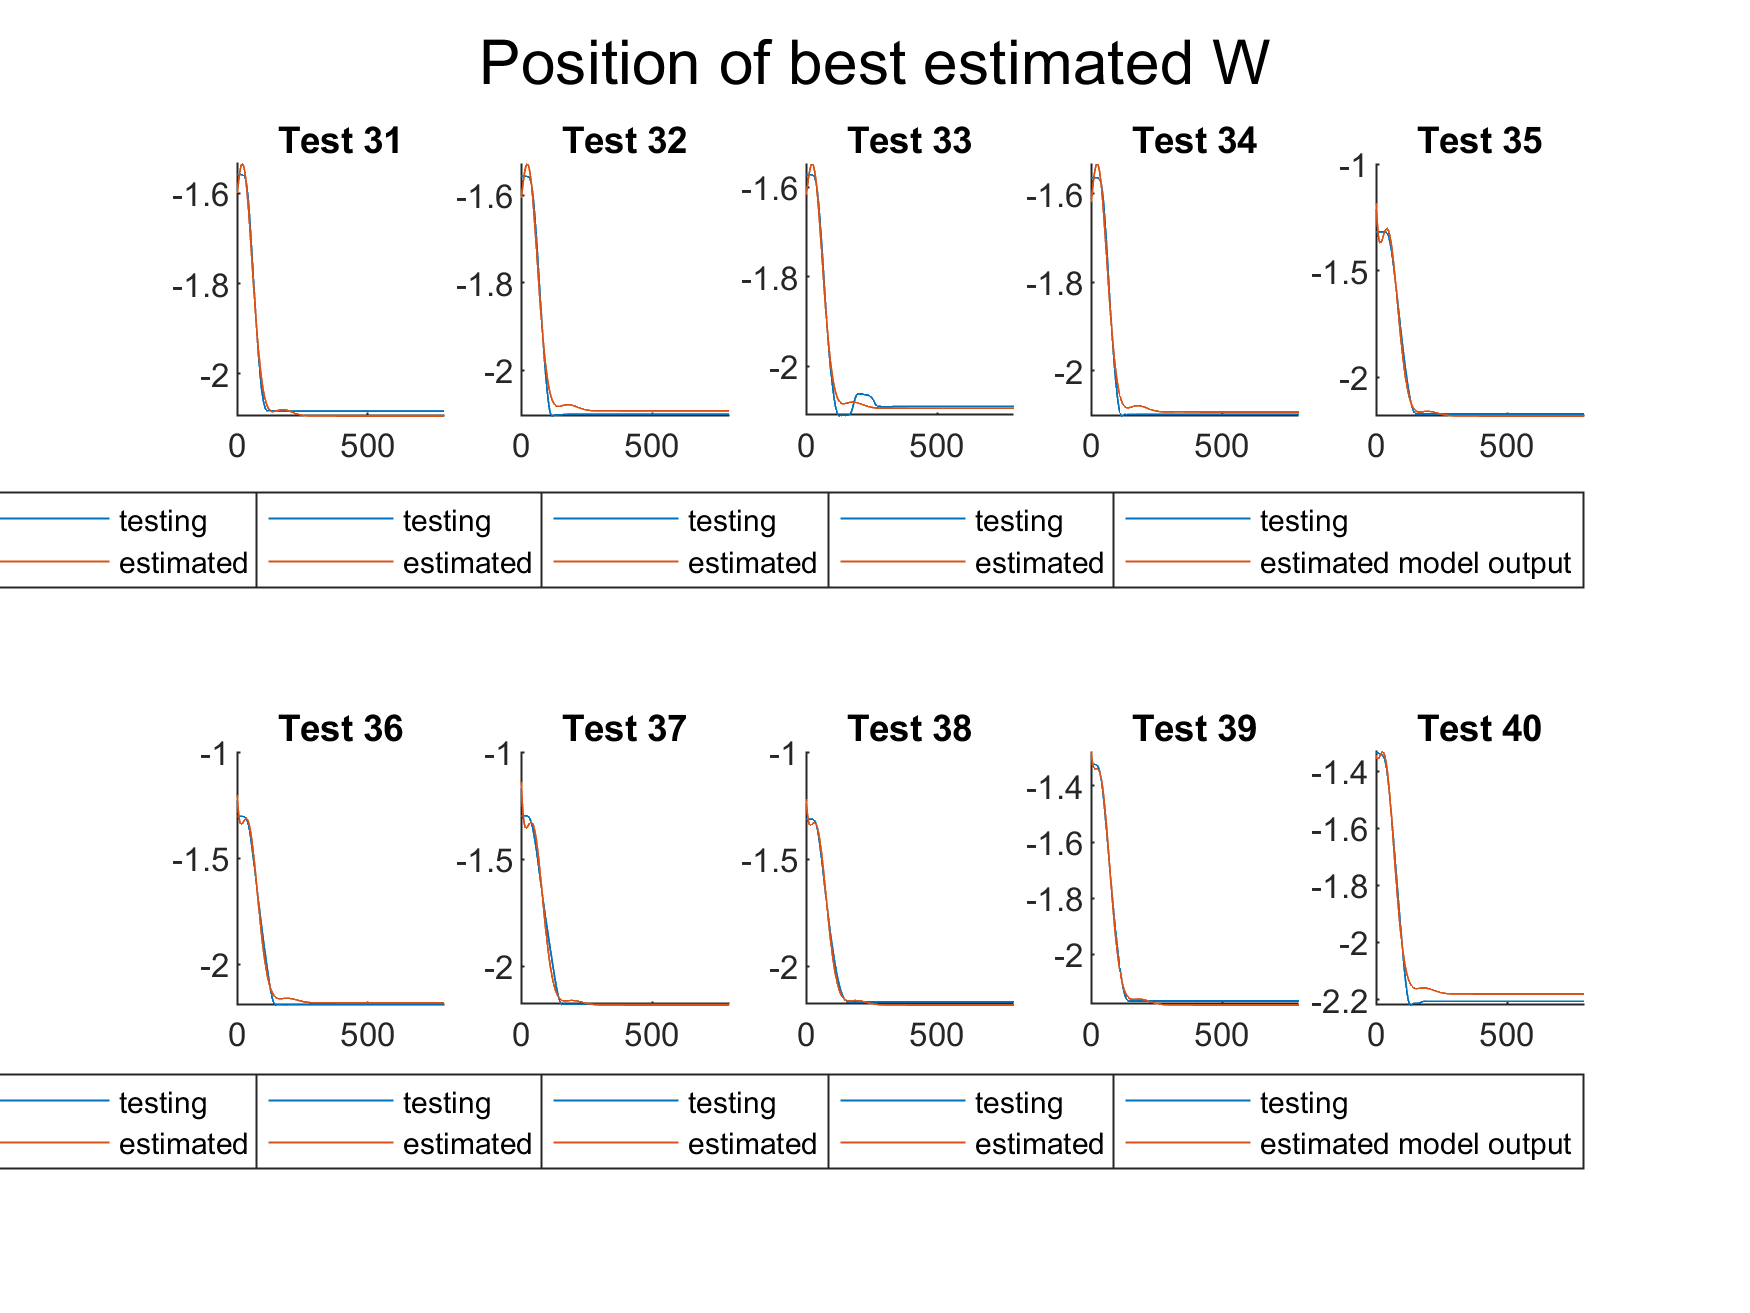 Position of best estimated W
Test 31 Test 32 Test 33 Test 34 Test 35
-1.6 -1.8 -2 0 500
-1.6 -1.8 -2 0 500
-1.6 -1.8 -2 0 500
-1.6 -1.8 -2 0 500
-1 -1.5 -2 0 500
testing testing testing testing testing
estimated estimated estimated estimated estimated model output
Test 36 Test 37 Test 38 Test 39 Test 40
-1 -1.5 -2 0 500
-1 -1.5 -2 0 500
-1 -1.5 -2 0 500
-1.4 -1.6 -1.8 -2 0 500
-1.4 -1.6 -1.8 -2 -2.2 0 500
testing testing testing testing testing
estimated estimated estimated estimated estimated model output